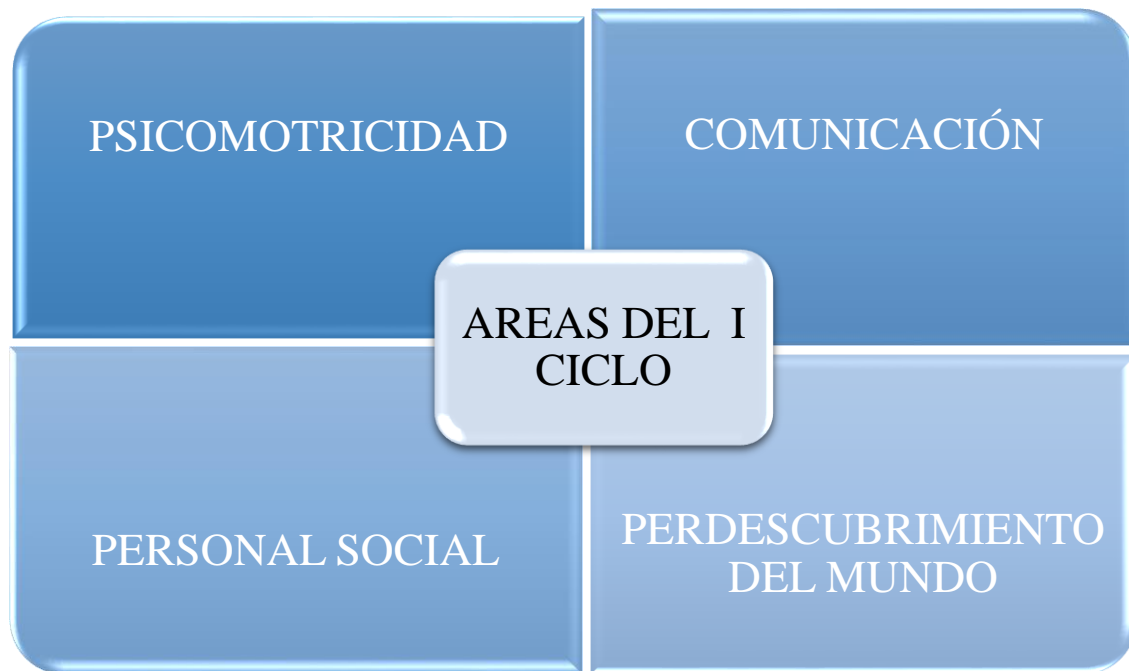 PSICOMOTRICIDAD
COMUNICACIÓN
AREAS DEL I
CICLO
PERSONAL SOCIAL
PERDESCUBRIMIENTO
DEL MUNDO